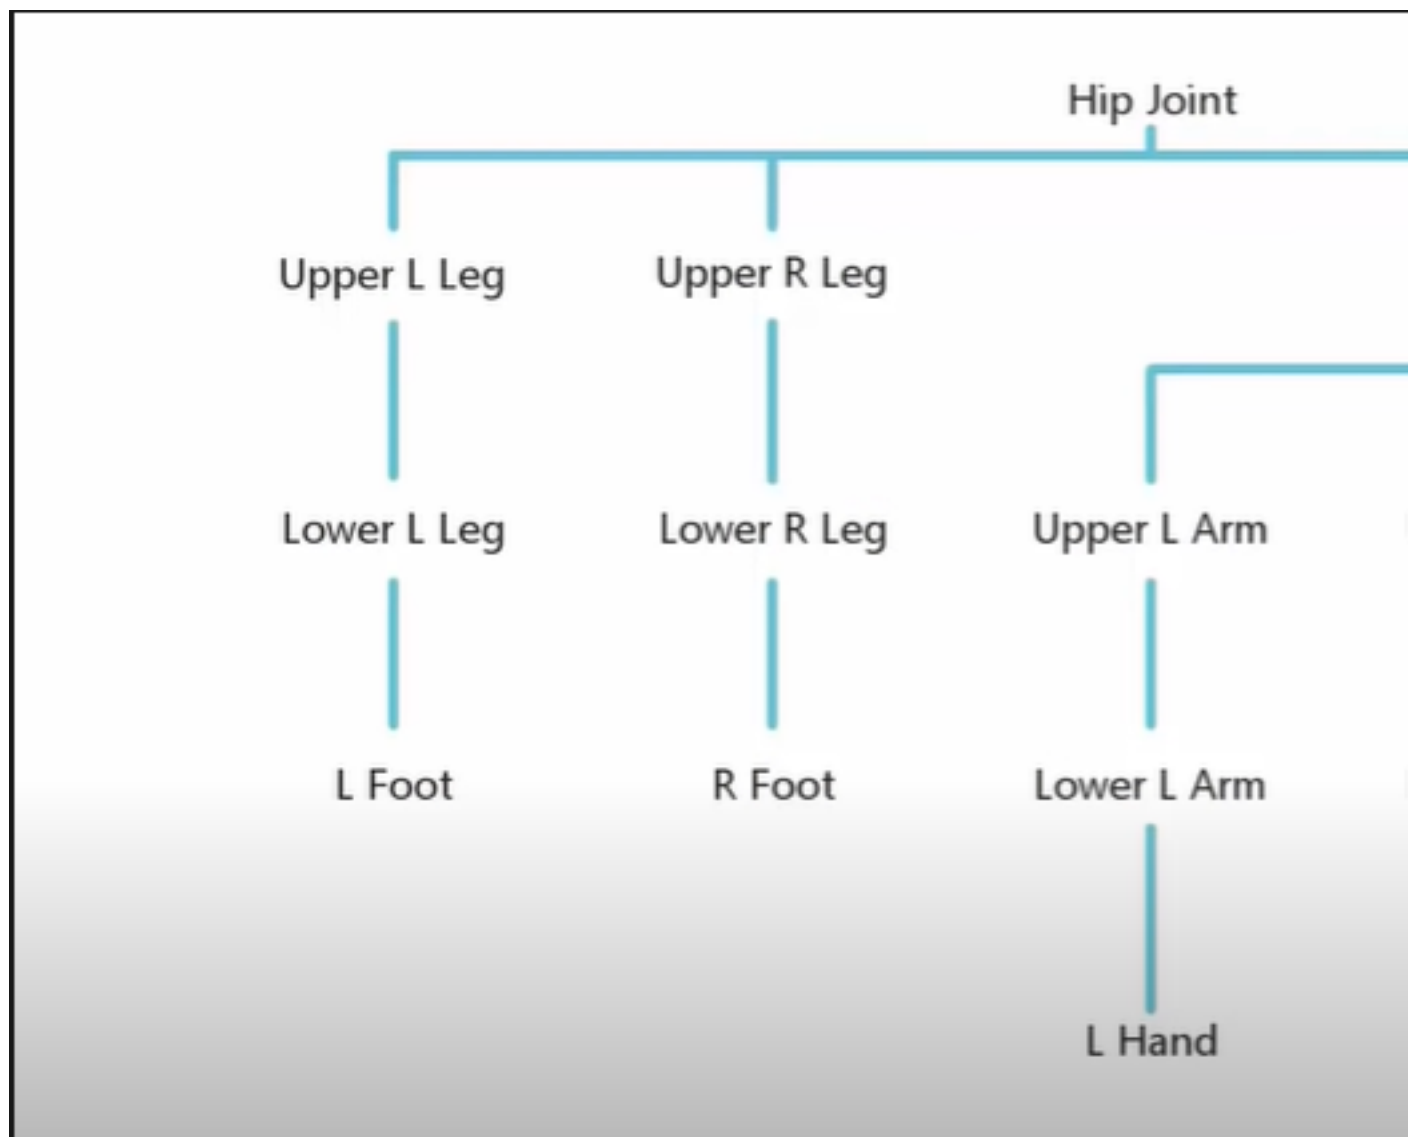 Hip Joint
Upper L Leg
Upper R Leg
Lower L Leg
Lower R Leg
Upper L Arm
L Foot
R Foot
Lower L Arm
L Hand